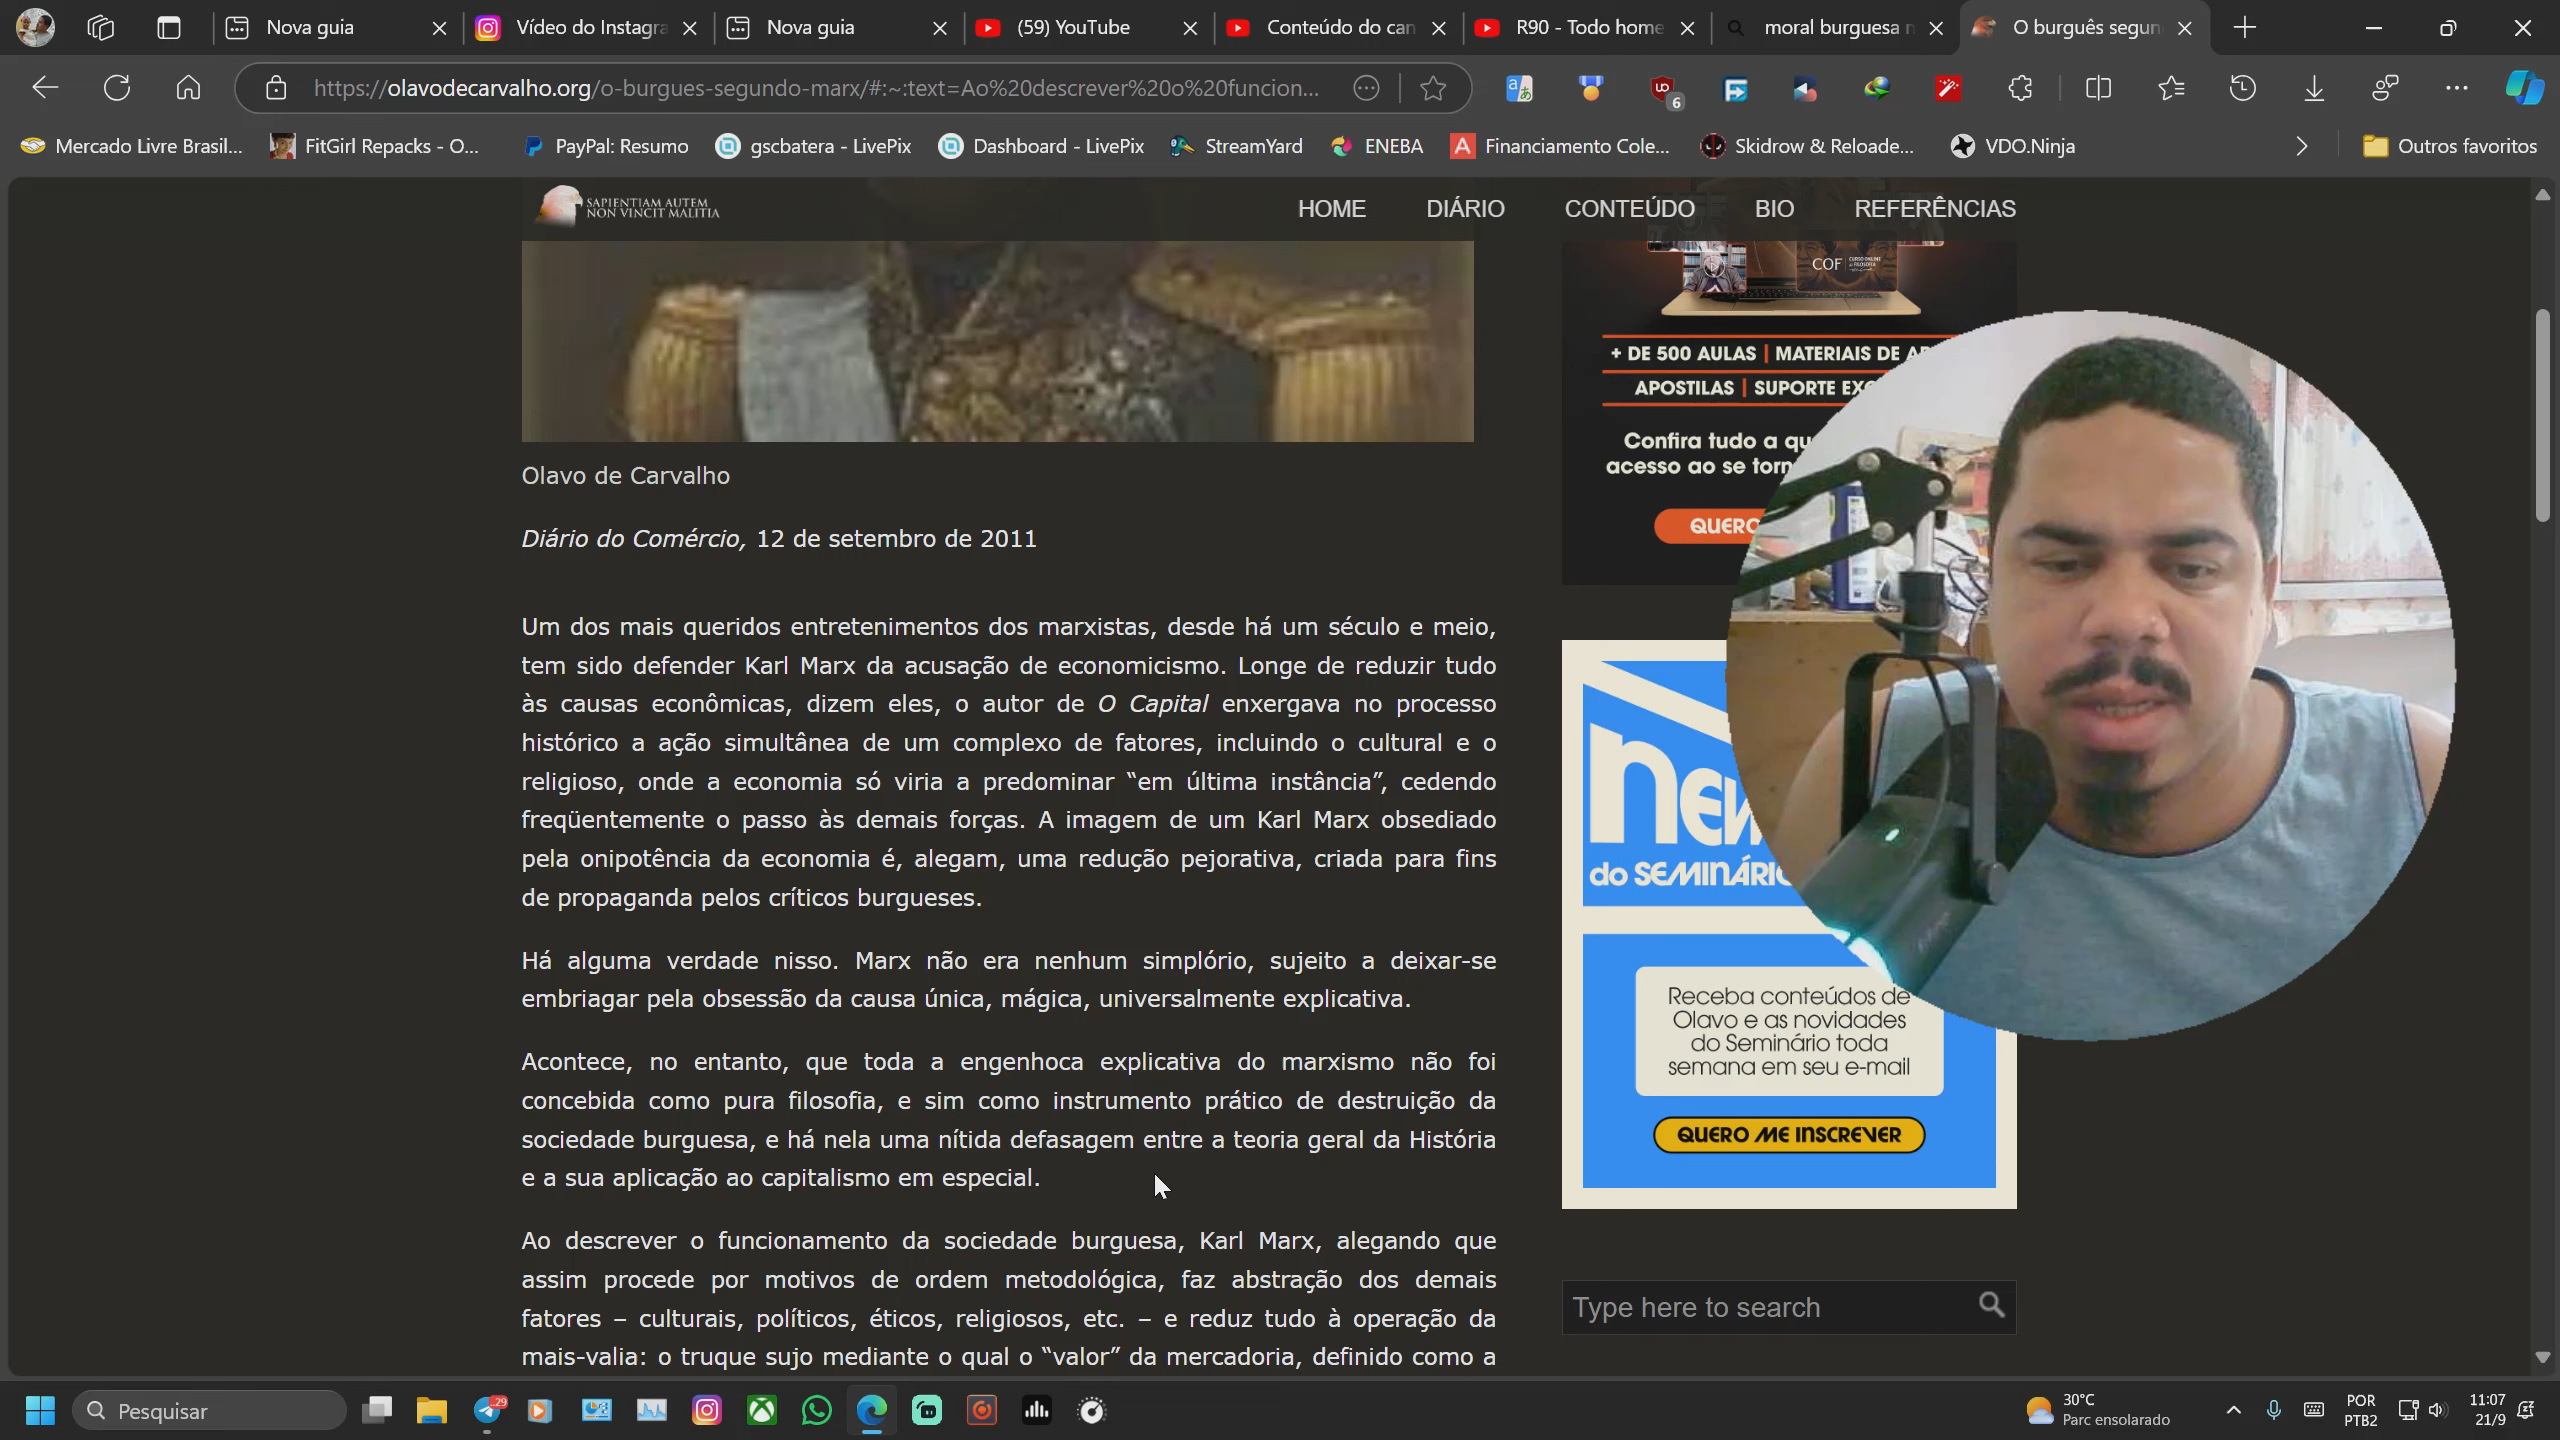 Nova guia
Vídeo do Instagra
Nova guia
(59) YouTube
Conteúdo do can
R90 - Todo home
moral burguesa n
O burguês segun
https://olavodecarvalho.org/o-burgues-segundo-marx/#:~:text=Ao%20descrever%20o%20funcion...
6
Mercado Livre Brasil...
FitGirl Repacks - O...
PayPal: Resumo
gscbatera - LivePix
Dashboard - LivePix
StreamYard
ENEBA
Financiamento Cole...
Skidrow & Reloade...
VDO.Ninja
Outros favoritos
SAPIENTIAM AUTEM
NON VINCIT MALITIA
HOME
DIÁRIO
CONTEÚDO
BIO
REFERÊNCIAS
Olavo de Carvalho
Diário do Comércio, 12 de setembro de 2011
Um dos mais queridos entretenimentos dos marxistas, desde há um século e meio,
tem sido defender Karl Marx da acusação de economicismo. Longe de reduzir tudo
às causas econômicas, dizem eles, o autor de O Capital enxergava no processo
histórico a ação simultânea de um complexo de fatores, incluindo o cultural e o
religioso, onde a economia só viria a predominar “em última instância”, cedendo
freqüentemente o passo às demais forças. A imagem de um Karl Marx obsediado
pela onipotência da economia é, alegam, uma redução pejorativa, criada para fins
de propaganda pelos críticos burgueses.
Há alguma verdade nisso. Marx não era nenhum simplório, sujeito a deixar-se
embriagar pela obsessão da causa única, mágica, universalmente explicativa.
Acontece, no entanto, que toda a engenhoca explicativa do marxismo não foi
concebida como pura filosofia, e sim como instrumento prático de destruição da
sociedade burguesa, e há nela uma nítida defasagem entre a teoria geral da História
e a sua aplicação ao capitalismo em especial.
Ao descrever o funcionamento da sociedade burguesa, Karl Marx, alegando que
assim procede por motivos de ordem metodológica, faz abstração dos demais
fatores – culturais, políticos, éticos, religiosos, etc. – e reduz tudo à operação da
mais-valia: o truque sujo mediante o qual o “valor” da mercadoria, definido como a
COF
CURSO ONLINE
+ DE 500 AULAS | MATERIAIS DE A
APOSTILAS | SUPORTE EX
Confira tudo a qu
acesso ao se torn
QUERO
new
do SEMINÁRIO
Receba conteúdos de
Olavo e as novidades
do Seminário toda
semana em seu e-mail
QUERO ME INSCREVER
Type here to search
Pesquisar
29
30°C
Parc ensolarado
POR
PTB2
11:07
21/9